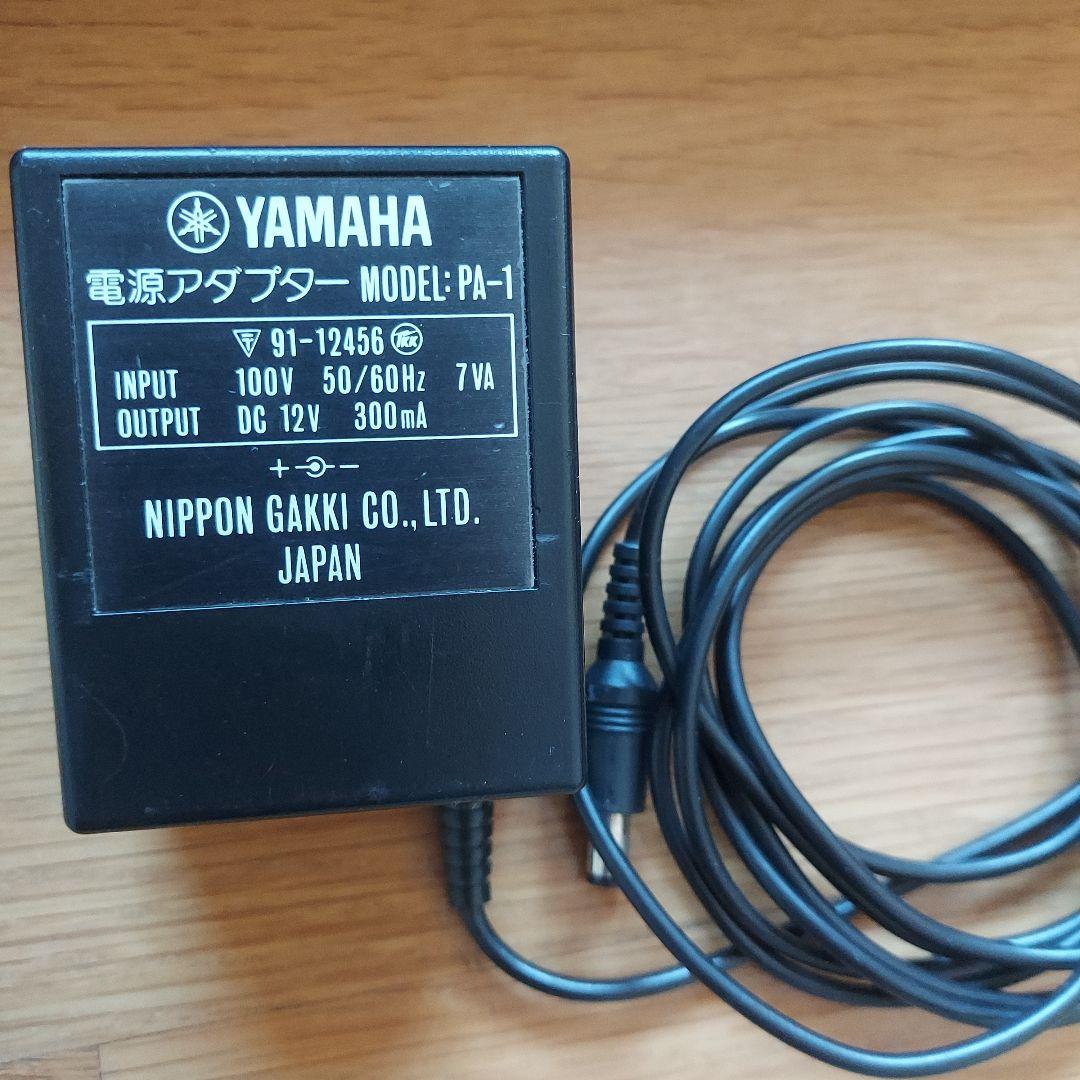 YAMAHA
電源アダプター MODEL: PA-1
91-12456
INPUT 100V 50/60Hz 7VA
OUTPUT DC 12V 300mA
+ -
NIPPON GAKKI CO., LTD.
JAPAN